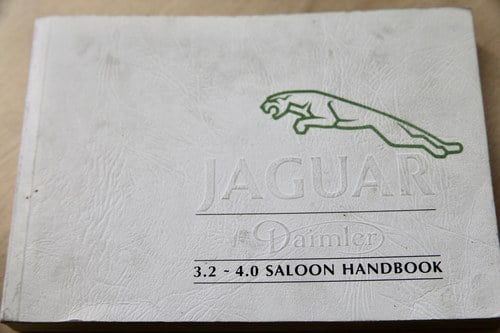 JAGUAR
Daimler
3.2 ~ 4.0 SALOON HANDBOOK